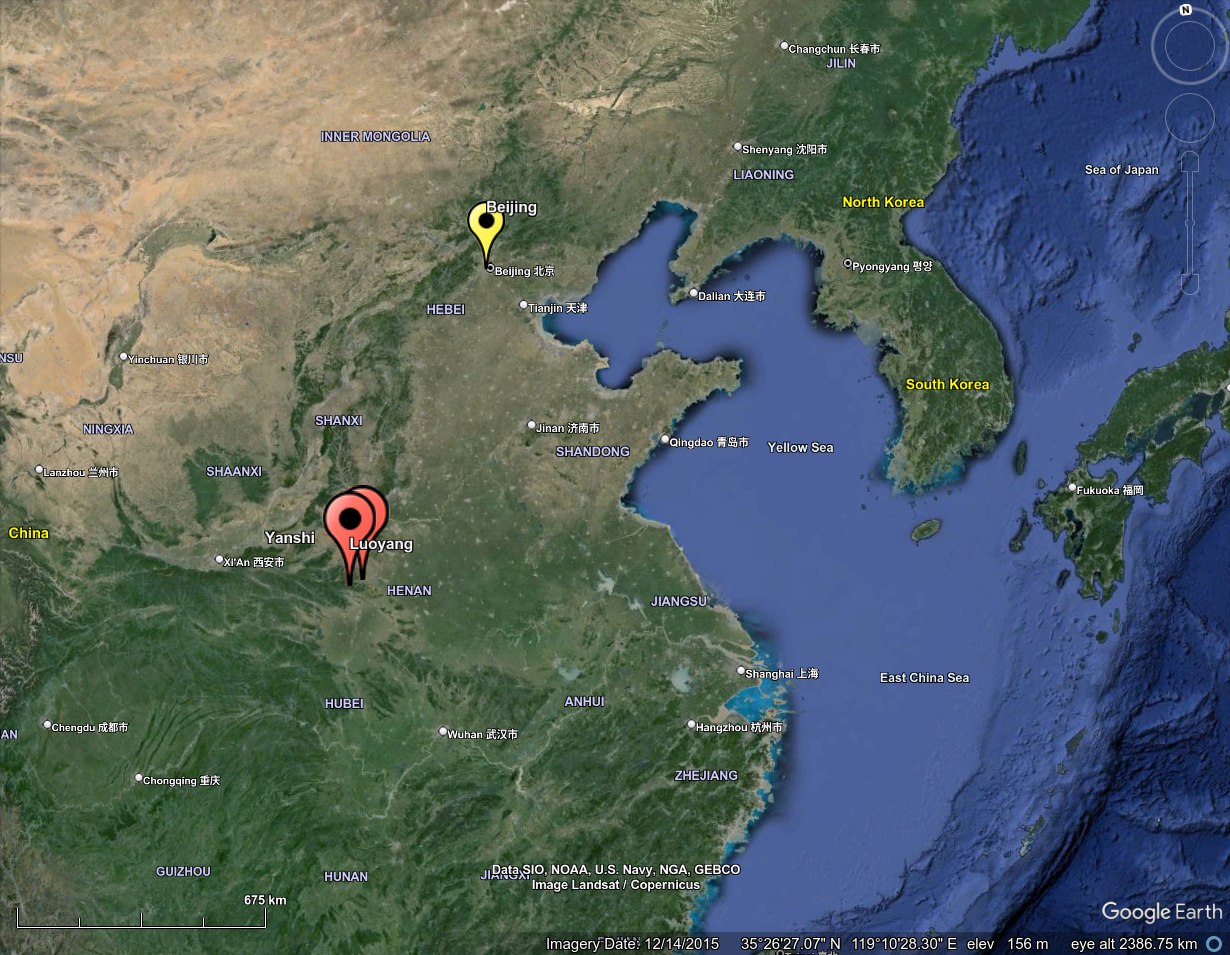 N
Changchun 长春市
JILIN
INNER MONGOLIA
Shenyang 沈阳市
Sea of Japan
LIAONING
North Korea
Beijing
Pyongyang 평양
Beijing 北京
Dalian 大连市
HEBEI
Tianjin 天津
NSU
Yinchuan 银川市
South Korea
SHANXI
NINGXIA
Jinan 济南市
Qingdao 青岛市
Yellow Sea
SHANDONG
SHAANXI
Lanzhou 兰州市
Fukuoka 福岡
China
Yanshi
Luoyang
Xi'An 西安市
HENAN
JIANGSU
Shanghai 上海
East China Sea
ANHUI
HUBEI
Chengdu 成都市
Hangzhou 杭州市
AN
Wuhan 武汉市
ZHEJIANG
Chongqing 重庆
GUIZHOU
HUNAN
JIANGXI
Data SIO, NOAA, U.S. Navy, NGA, GEBCO
Image Landsat / Copernicus
675 km
Google Earth
Imagery Date: 12/14/2015 35°26'27.07" N 119°10'28.30" E elev 156 m eye alt 2386.75 km